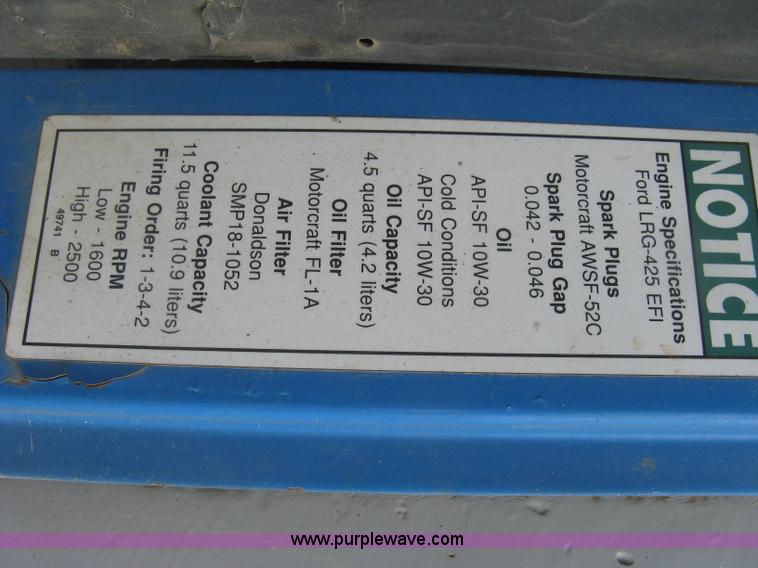 NOTICE
Engine Specifications
Ford LRG-425 EFI
Spark Plugs
Motorcraft AWSF-52C
Spark Plug Gap
0.042 - 0.046
Oil
API-SF 10W-30
Cold Conditions
API-SF 10W-30
Oil Capacity
4.5 quarts (4.2 liters)
Oil Filter
Motorcraft FL-1A
Air Filter
Donaldson
SMP18-1052
Coolant Capacity
11.5 quarts (10.9 liters)
Firing Order: 1-3-4-2
Engine RPM
Low - 1600
High - 2500
49741 B
www.purplewave.com